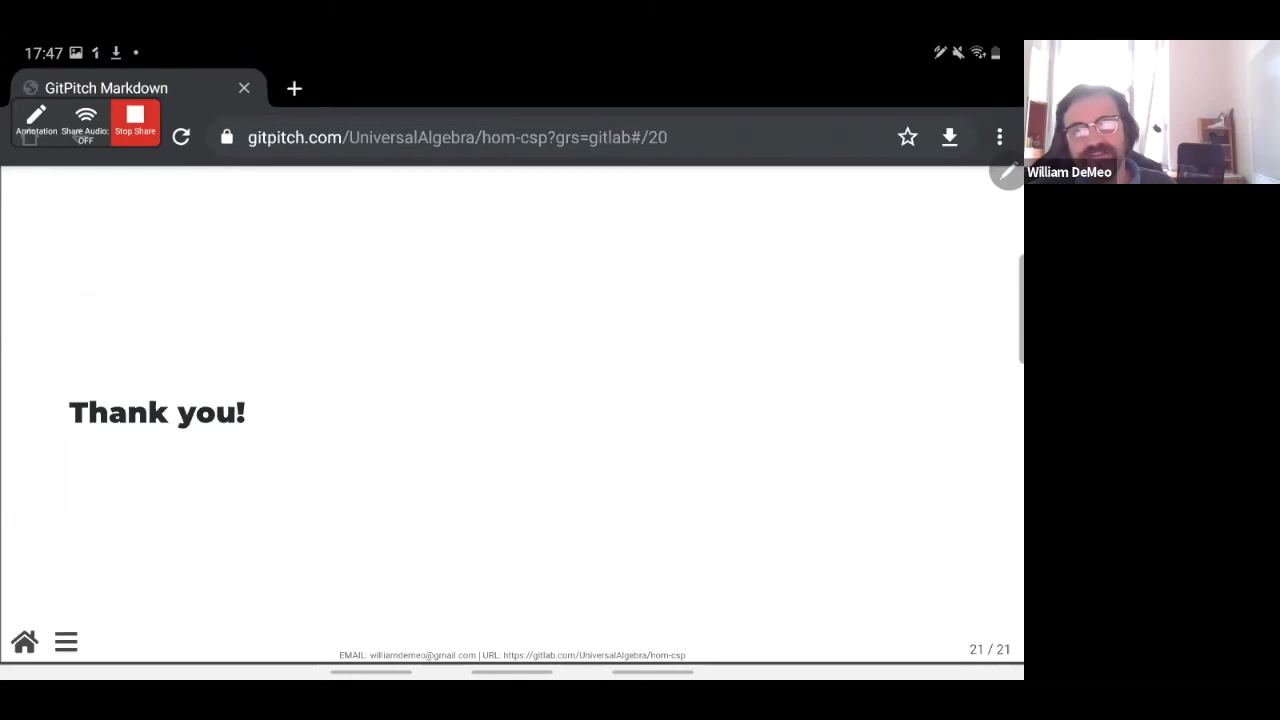 17:47
GitPitch Markdown
Annotation
Share Audio: OFF
Stop Share
gitpitch.com/UniversalAlgebra/hom-csp?grs=gitlab#/20
William DeMeo
Thank you!
EMAIL: williamdemeo@gmail.com | URL: https://gitlab.com/UniversalAlgebra/hom-csp
21 / 21